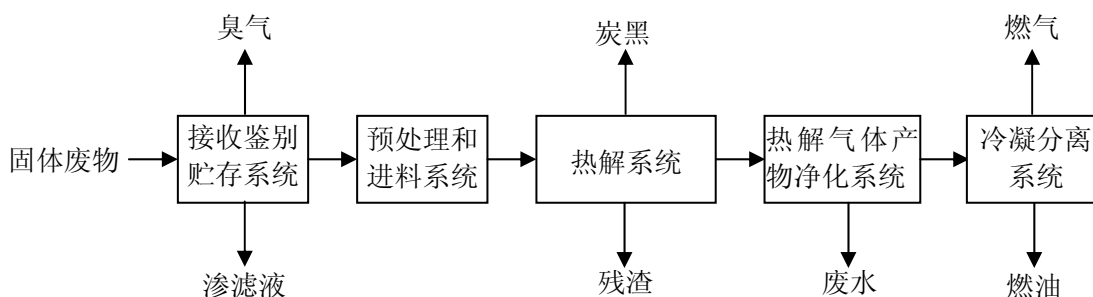 臭气
炭黑
燃气
固体废物
接收鉴别
贮存系统
预处理和
进料系统
热解系统
热解气体产
物净化系统
冷凝分离
系统
渗滤液
残渣
废水
燃油